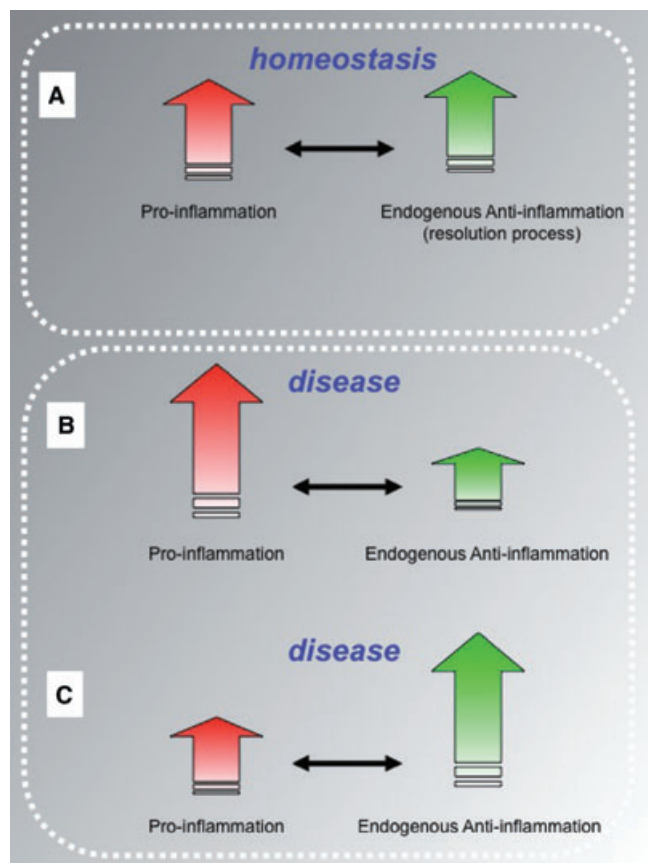 homeostasis
A
Pro-inflammation
Endogenous Anti-inflammation
(resolution process)
disease
B
Pro-inflammation
Endogenous Anti-inflammation
disease
C
Pro-inflammation
Endogenous Anti-inflammation